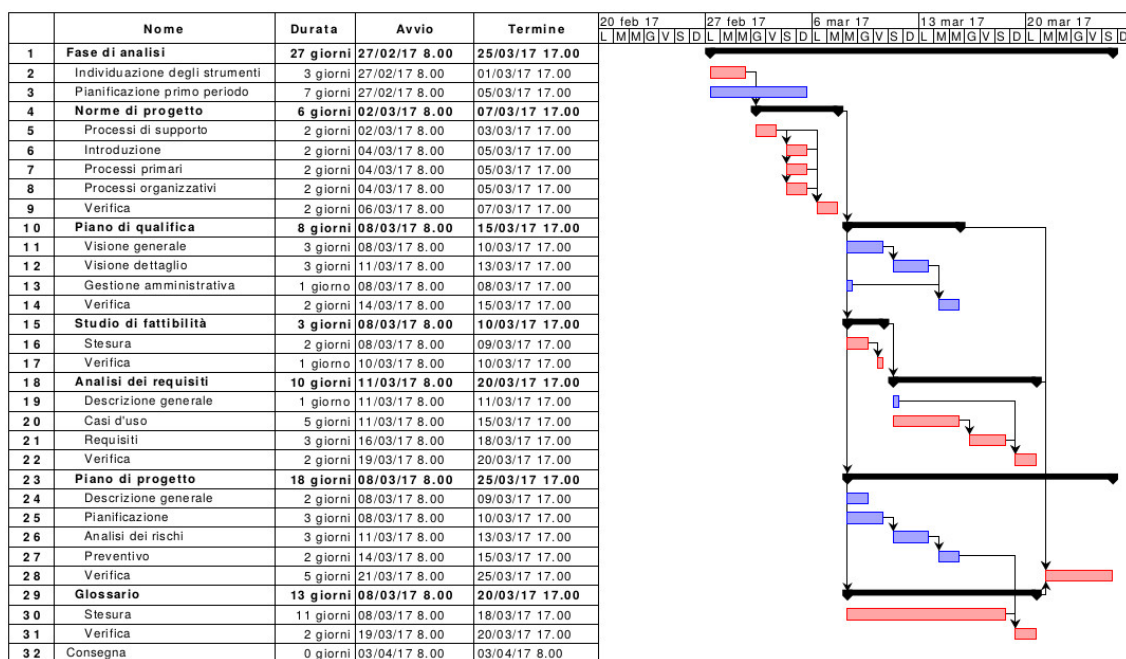 Nome Durata Avvio Termine 20 feb 17 27 feb 17 6 mar 17 13 mar 17 20 mar 17
L M M G V S D L M M G V S D L M M G V S D L M M G V S D L M M G V S D
1 Fase di analisi 27 giorni 27/02/17 8.00 25/03/17 17.00
2 Individuazione degli strumenti 3 giorni 27/02/17 8.00 01/03/17 17.00
3 Pianificazione primo periodo 7 giorni 27/02/17 8.00 05/03/17 17.00
4 Norme di progetto 6 giorni 02/03/17 8.00 07/03/17 17.00
5 Processi di supporto 2 giorni 02/03/17 8.00 03/03/17 17.00
6 Introduzione 2 giorni 04/03/17 8.00 05/03/17 17.00
7 Processi primari 2 giorni 04/03/17 8.00 05/03/17 17.00
8 Processi organizzativi 2 giorni 04/03/17 8.00 05/03/17 17.00
9 Verifica 2 giorni 06/03/17 8.00 07/03/17 17.00
10 Piano di qualifica 8 giorni 08/03/17 8.00 15/03/17 17.00
11 Visione generale 3 giorni 08/03/17 8.00 10/03/17 17.00
12 Visione dettaglio 3 giorni 11/03/17 8.00 13/03/17 17.00
13 Gestione amministrativa 1 giorno 08/03/17 8.00 08/03/17 17.00
14 Verifica 2 giorni 14/03/17 8.00 15/03/17 17.00
15 Studio di fattibilità 3 giorni 08/03/17 8.00 10/03/17 17.00
16 Stesura 2 giorni 08/03/17 8.00 09/03/17 17.00
17 Verifica 1 giorno 10/03/17 8.00 10/03/17 17.00
18 Analisi dei requisiti 10 giorni 11/03/17 8.00 20/03/17 17.00
19 Descrizione generale 1 giorno 11/03/17 8.00 11/03/17 17.00
20 Casi d'uso 5 giorni 11/03/17 8.00 15/03/17 17.00
21 Requisiti 3 giorni 16/03/17 8.00 18/03/17 17.00
22 Verifica 2 giorni 19/03/17 8.00 20/03/17 17.00
23 Piano di progetto 18 giorni 08/03/17 8.00 25/03/17 17.00
24 Descrizione generale 2 giorni 08/03/17 8.00 09/03/17 17.00
25 Pianificazione 3 giorni 08/03/17 8.00 10/03/17 17.00
26 Analisi dei rischi 3 giorni 11/03/17 8.00 13/03/17 17.00
27 Preventivo 2 giorni 14/03/17 8.00 15/03/17 17.00
28 Verifica 5 giorni 21/03/17 8.00 25/03/17 17.00
29 Glossario 13 giorni 08/03/17 8.00 20/03/17 17.00
30 Stesura 11 giorni 08/03/17 8.00 18/03/17 17.00
31 Verifica 2 giorni 19/03/17 8.00 20/03/17 17.00
32 Consegna 0 giorni 03/04/17 8.00 03/04/17 8.00